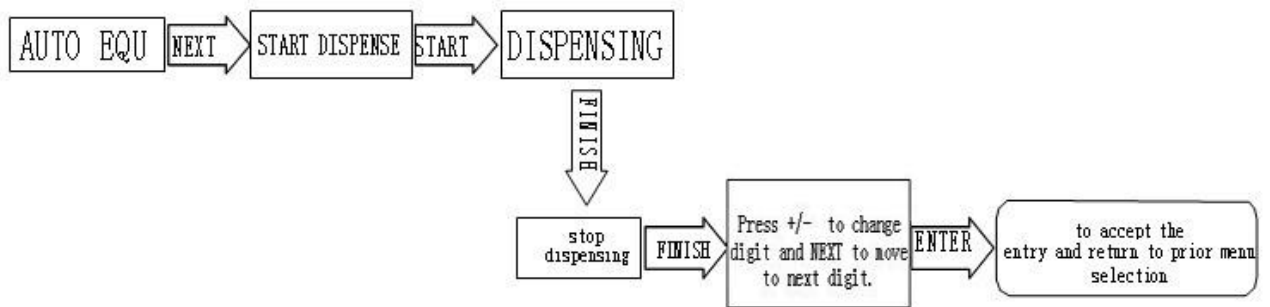 AUTO EQU
NEXT
START DISPENSE
START
DISPENSING
FINISH
stop
dispensing
FINISH
Press +/- to change
digit and NEXT to move
to next digit.
ENTER
to accept the
entry and return to prior menu
selection